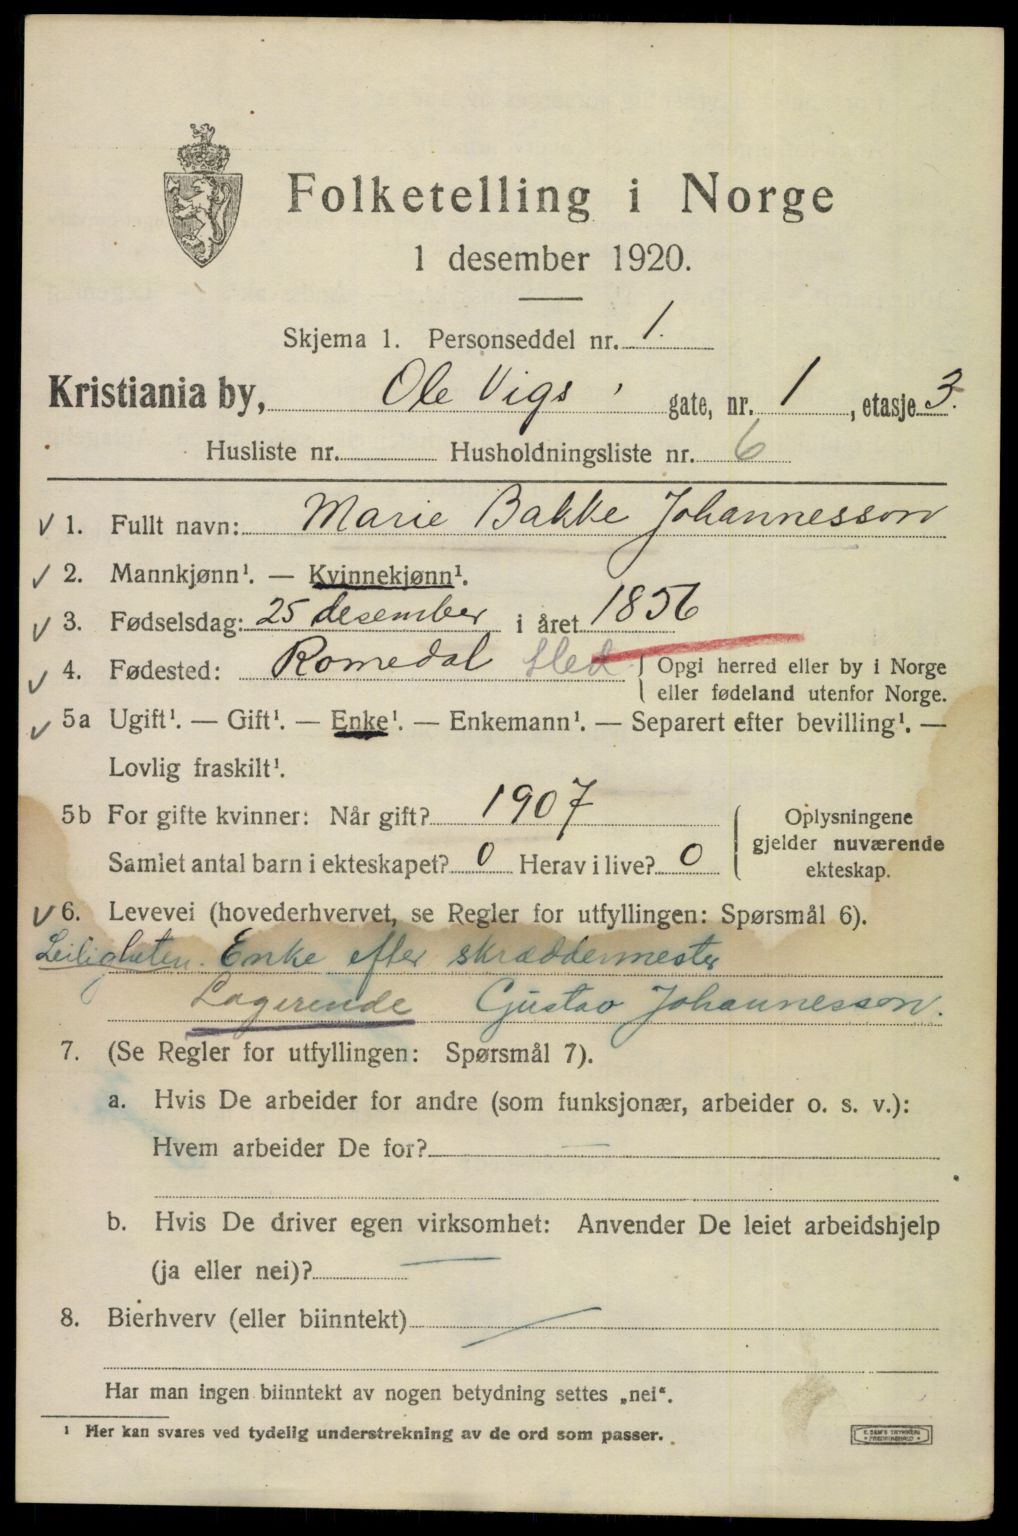 Folketelling i Norge
1 desember 1920.
Skjema 1. Personseddel nr. 1.
Kristiania by, Ole Vigs gate, nr. 1, etasje 3.
Husliste nr. Husholdningsliste nr. 6
✓ 1. Fullt navn: Marie Bakke Johannesson
✓ 2. Mannkjønn¹. — Kvinnekjønn¹.
✓ 3. Fødselsdag: 25 desember i året 1856
✓ 4. Fødested: Romedal Hed { Opgi herred eller by i Norge
eller fødeland utenfor Norge.
✓ 5a Ugift¹. — Gift¹. — Enke¹. — Enkemann¹. — Separert efter bevilling¹. —
Lovlig fraskilt¹.
5b For gifte kvinner: Når gift? 1907
Samlet antal barn i ekteskapet? 0 Herav i live? 0
Oplysningene
gjelder nuværende
ekteskap.
✓ 6. Levevei (hovederhvervet, se Regler for utfyllingen: Spørsmål 6).
Leiligheten. Enke efter skræddermester
Logerende Gustav Johannesson.
7. (Se Regler for utfyllingen: Spørsmål 7).
a. Hvis De arbeider for andre (som funksjonær, arbeider o. s. v.):
Hvem arbeider De for? —
b. Hvis De driver egen virksomhet: Anvender De leiet arbeidshjelp
(ja eller nei)? —
8. Bierhverv (eller biinntekt)
Har man ingen biinntekt av nogen betydning settes „nei“.
¹ Her kan svares ved tydelig understrekning av de ord som passer.